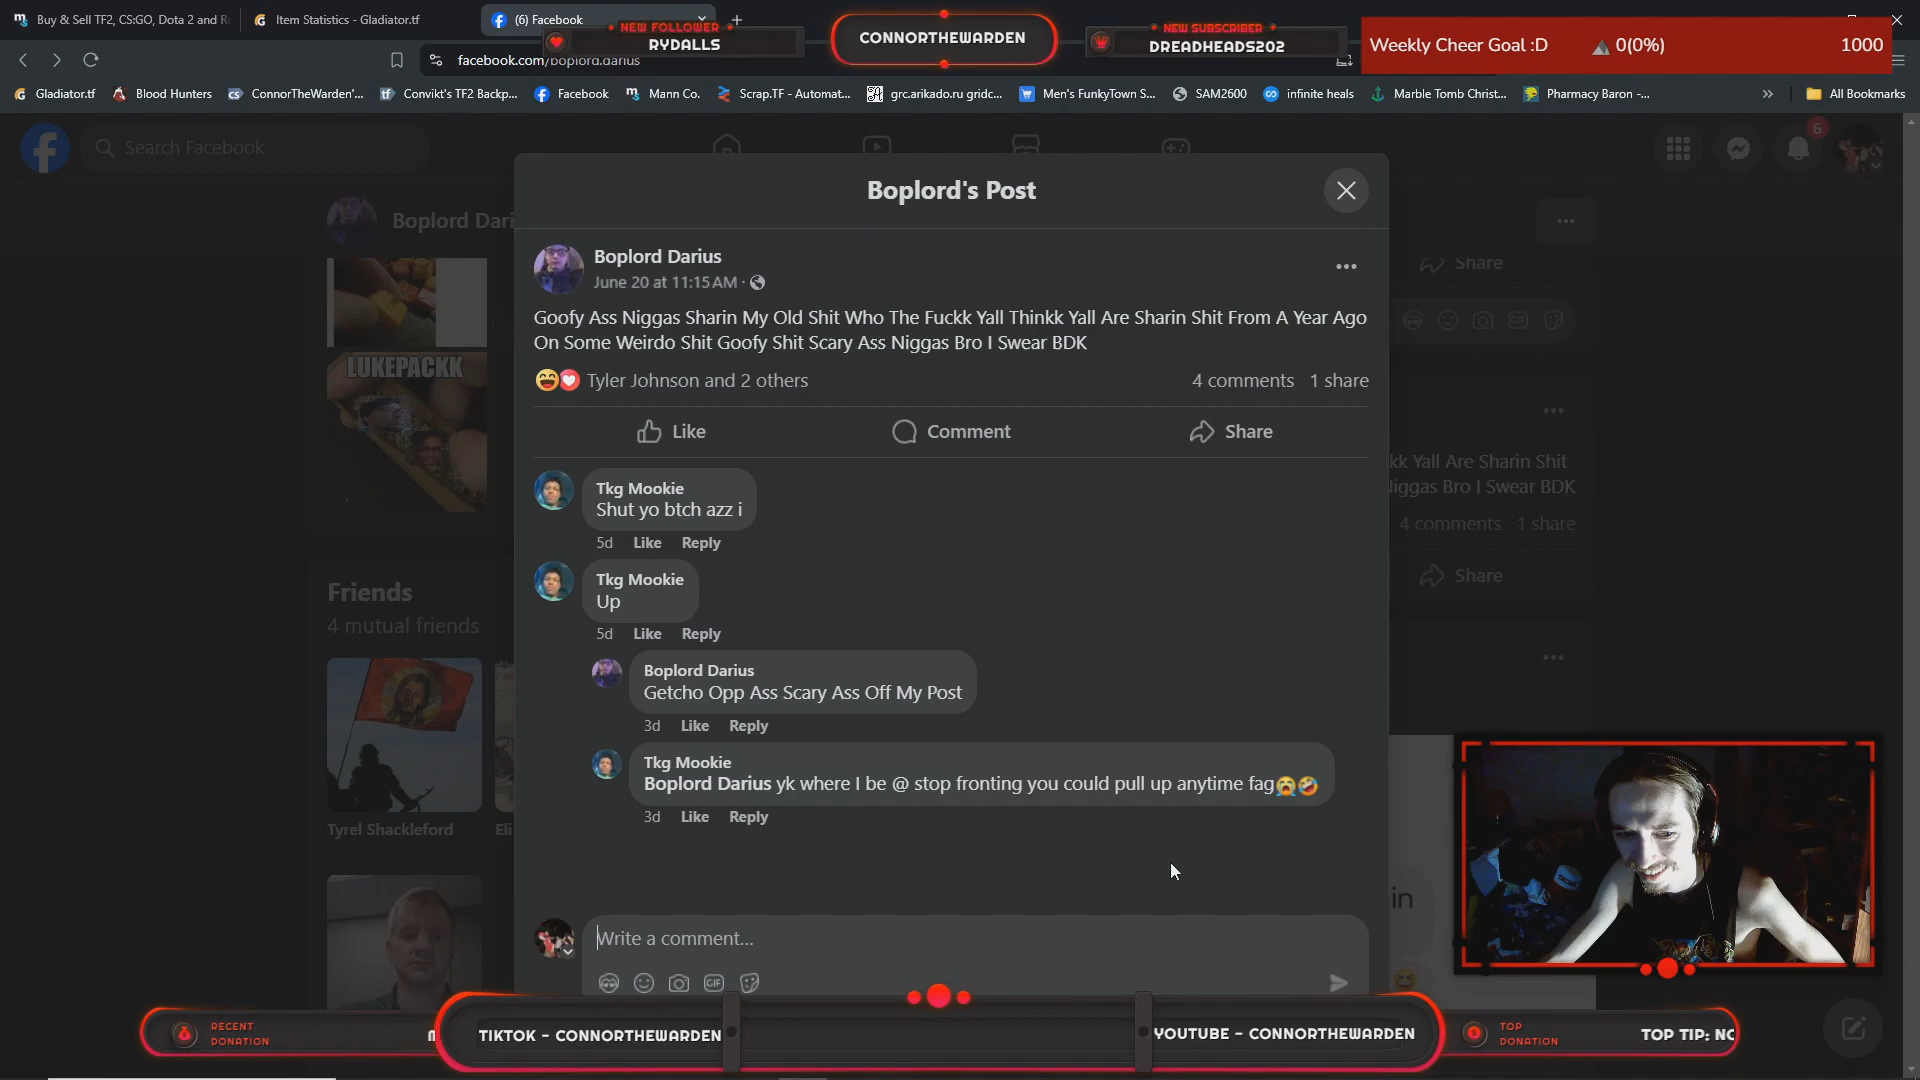 Buy & Sell TF2, CS:GO, Dota 2 and Ru
Item Statistics - Gladiator.tf
(6) Facebook
NEW FOLLOWER
RYDALLS
CONNORTHEWARDEN
NEW SUBSCRIBER
DREADHEADS202
Weekly Cheer Goal :D
0(0%)
1000
facebook.com/boplord.darius
Gladiator.tf
Blood Hunters
ConnorTheWarden'...
Convikt's TF2 Backp...
Facebook
Mann Co.
Scrap.TF - Automat...
grc.arikado.ru gridc...
Men's FunkyTown S...
SAM2600
infinite heals
Marble Tomb Christ...
Pharmacy Baron -...
All Bookmarks
Search Facebook
6
Boplord's Post
Boplord Dari
Boplord Darius
June 20 at 11:15 AM
Goofy Ass Niggas Sharin My Old Shit Who The Fuckk Yall Thinkk Yall Are Sharin Shit From A Year Ago
On Some Weirdo Shit Goofy Shit Scary Ass Niggas Bro I Swear BDK
Tyler Johnson and 2 others
4 comments 1 share
Like
Comment
Share
Tkg Mookie
Shut yo btch azz i
5d Like Reply
Tkg Mookie
Up
5d Like Reply
Boplord Darius
Getcho Opp Ass Scary Ass Off My Post
3d Like Reply
Tkg Mookie
Boplord Darius yk where I be @ stop fronting you could pull up anytime fag😭🤣
3d Like Reply
Write a comment...
GIF
LUKEPACKK
Friends
4 mutual friends
Tyrel Shackleford
Eli
Share
GIF
kk Yall Are Sharin Shit
Niggas Bro I Swear BDK
4 comments 1 share
Share
in
RECENT
DONATION
TIKTOK - CONNORTHEWARDEN
YOUTUBE - CONNORTHEWARDEN
TOP
DONATION
TOP TIP: NO